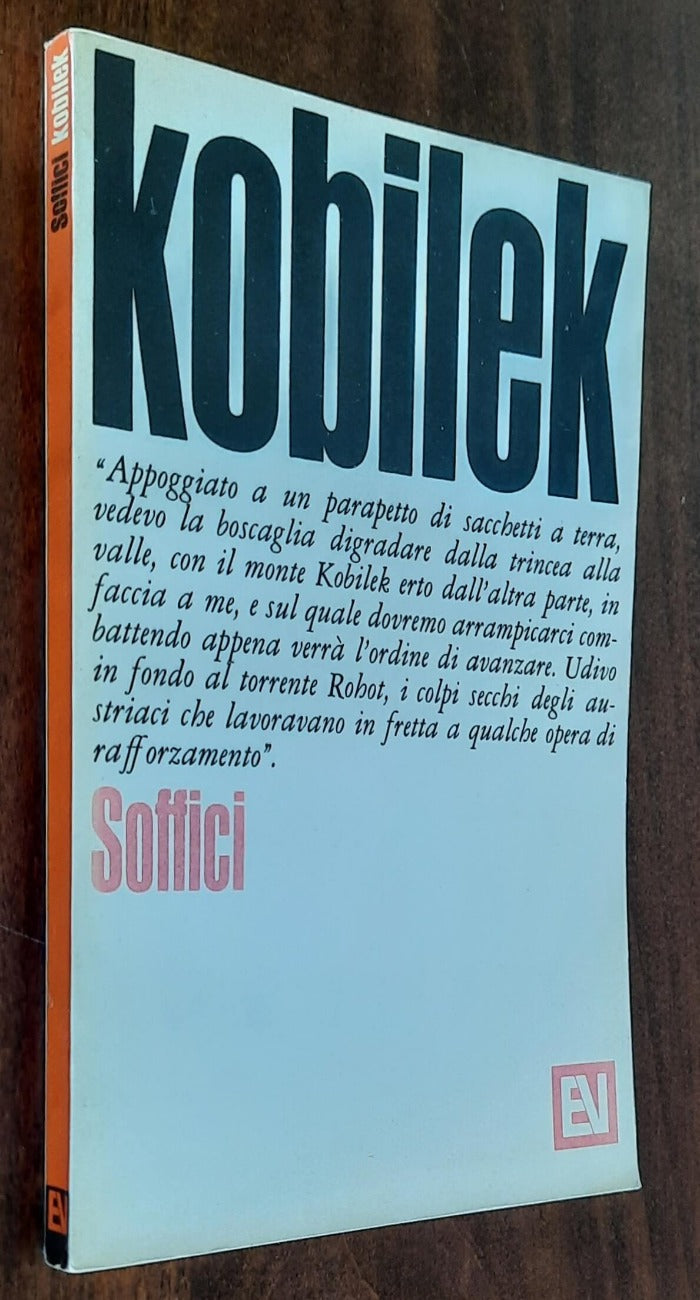 Soffici kobilek
kobilek
“Appoggiato a un parapetto di sacchetti a terra,
vedevo la boscaglia digradare dalla trincea alla
valle, con il monte Kobilek erto dall'altra parte, in
faccia a me, e sul quale dovremo arrampicarci com-
battendo appena verrà l'ordine di avanzare. Udivo
in fondo al torrente Rohot, i colpi secchi degli au-
striaci che lavoravano in fretta a qualche opera di
rafforzamento”.
Soffici
EV
EV